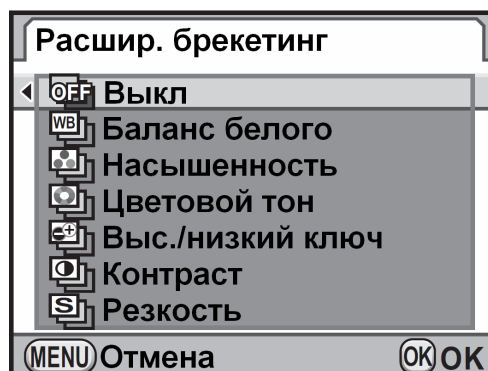 Расшир. брекетинг
OFF Выкл
WB Баланс белого
Насышенность
Цветовой тон
Выс./низкий ключ
Контраст
S Резкость
MENU Отмена OK OK